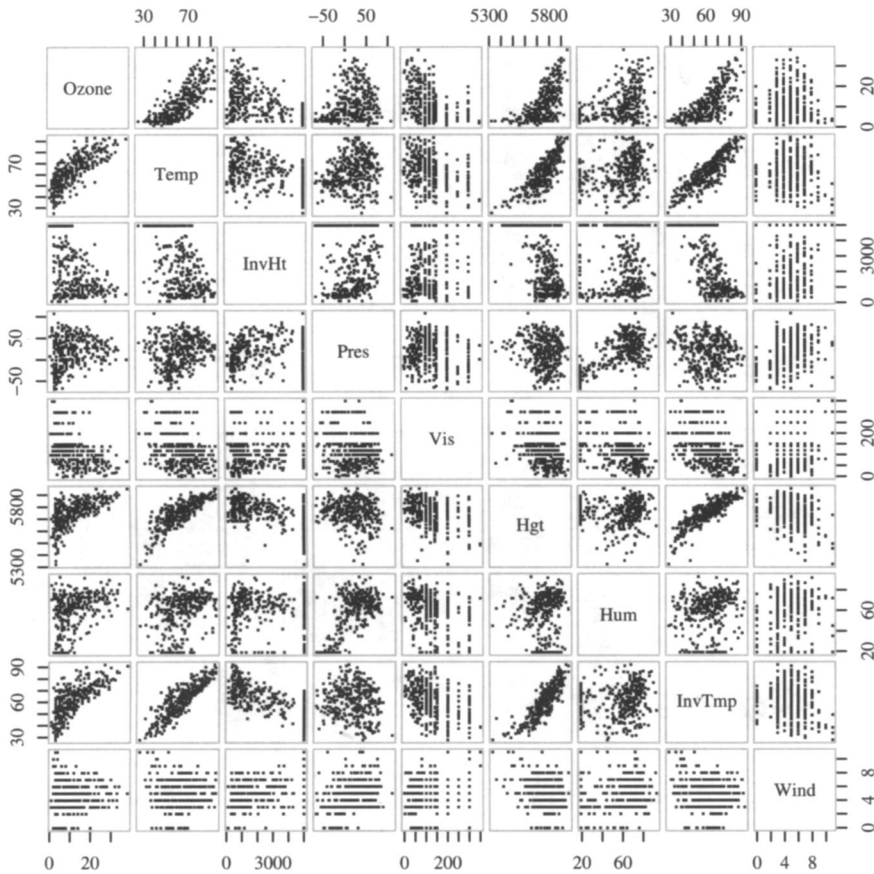 30 70 -50 50 5300 5800 30 60 90
Ozone 0 20
30 70 Temp
InvHt 0 3000
-50 50 Pres
Vis 0 200
5300 5800 Hgt
Hum 20 60
30 60 90 InvTmp
Wind 0 4 8
0 20 0 3000 0 200 20 60 0 4 8